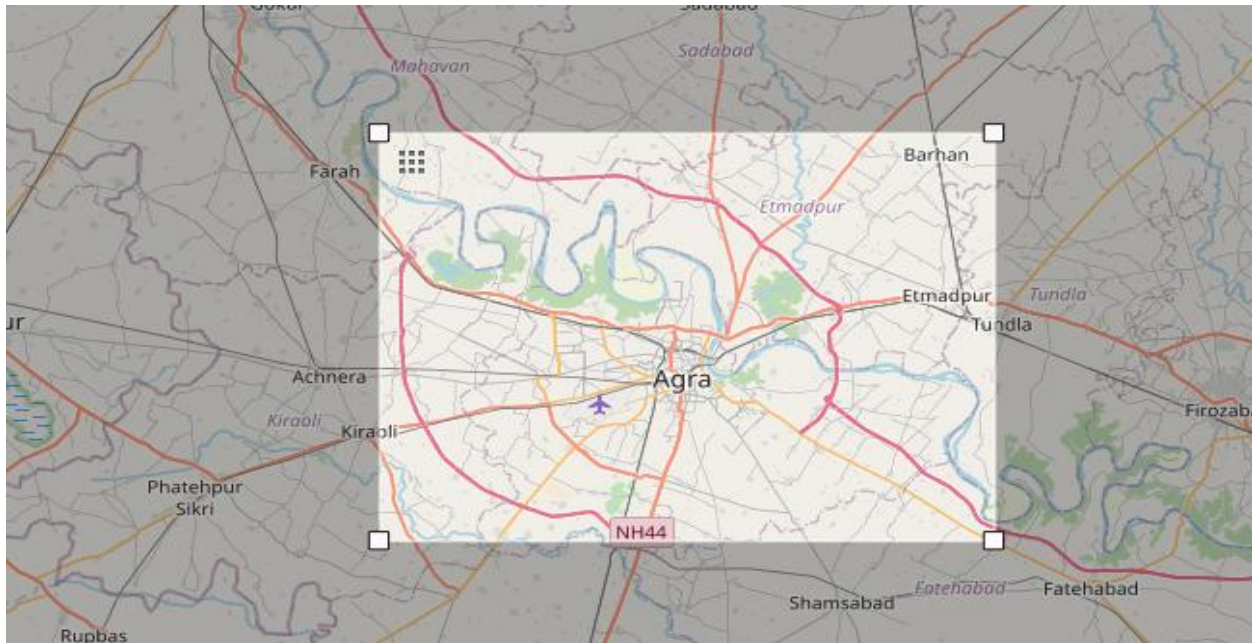 Mahavan
Sadabad
Sadabad
Farah
Barhan
Etmadpur
Etmadpur
Tundla
Tundla
Achnera
Agra
Kiraoli
Kiraoli
Phatehpur
Sikri
NH44
Fatehabad
Fatehabad
Shamsabad
Rupbas